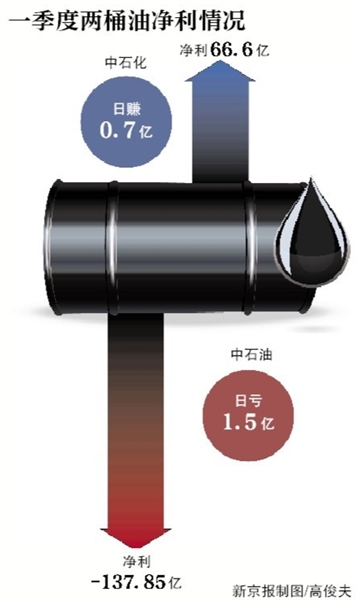 一季度两桶油净利情况
中石化
净利66.6亿
日赚
0.7亿
中石油
日亏
1.5亿
净利
-137.85亿
新京报制图/高俊夫